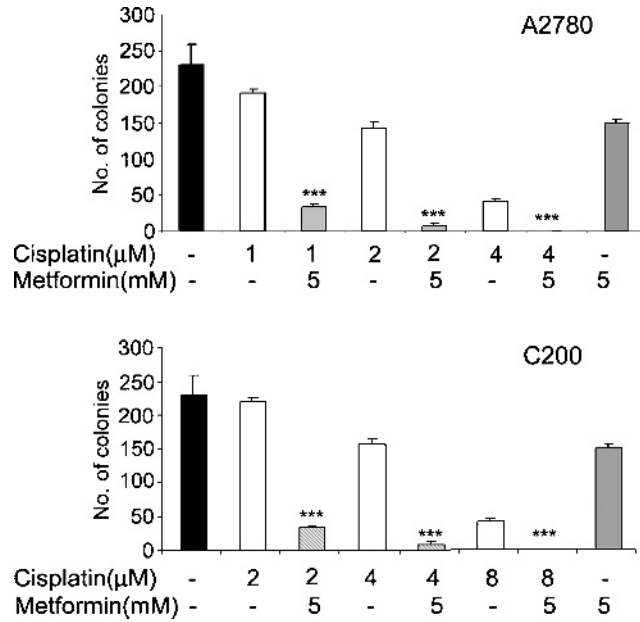 A2780
No. of colonies
300
250
200
150
100
50
0
*** *** ***
Cisplatin(μM) - 1 1 2 2 4 4 -
Metformin(mM) - - 5 - 5 - 5 5
C200
No. of colonies
300
250
200
150
100
50
0
*** *** ***
Cisplatin(μM) - 2 2 4 4 8 8 -
Metformin(mM) - - 5 - 5 - 5 5